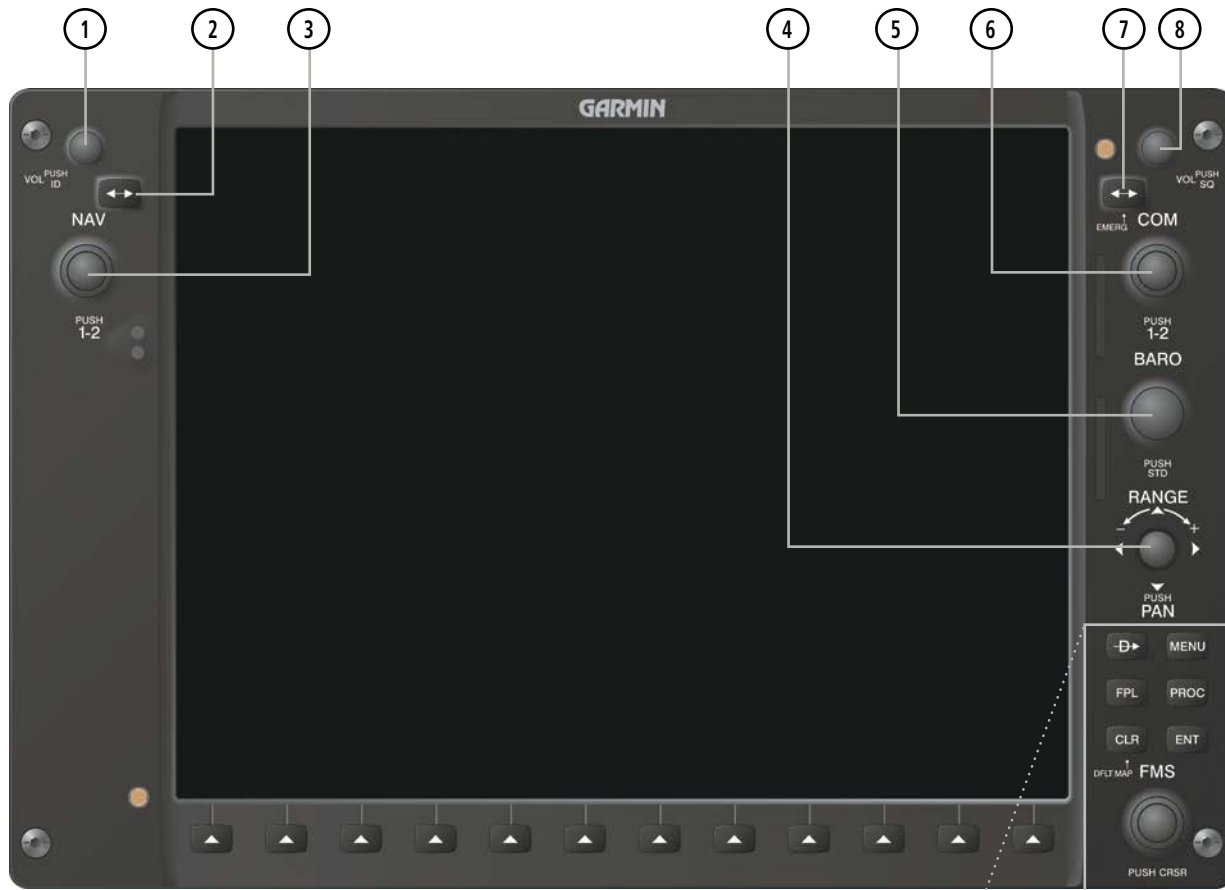 1 2 3 4 5 6 7 8
GARMIN
VOL PUSH ID
NAV
PUSH
1-2
VOL PUSH SQ
EMERG COM
PUSH
1-2
BARO
PUSH
STD
RANGE
- +
PUSH
PAN
D MENU
FPL PROC
CLR ENT
DFLT MAP FMS
PUSH CRSR